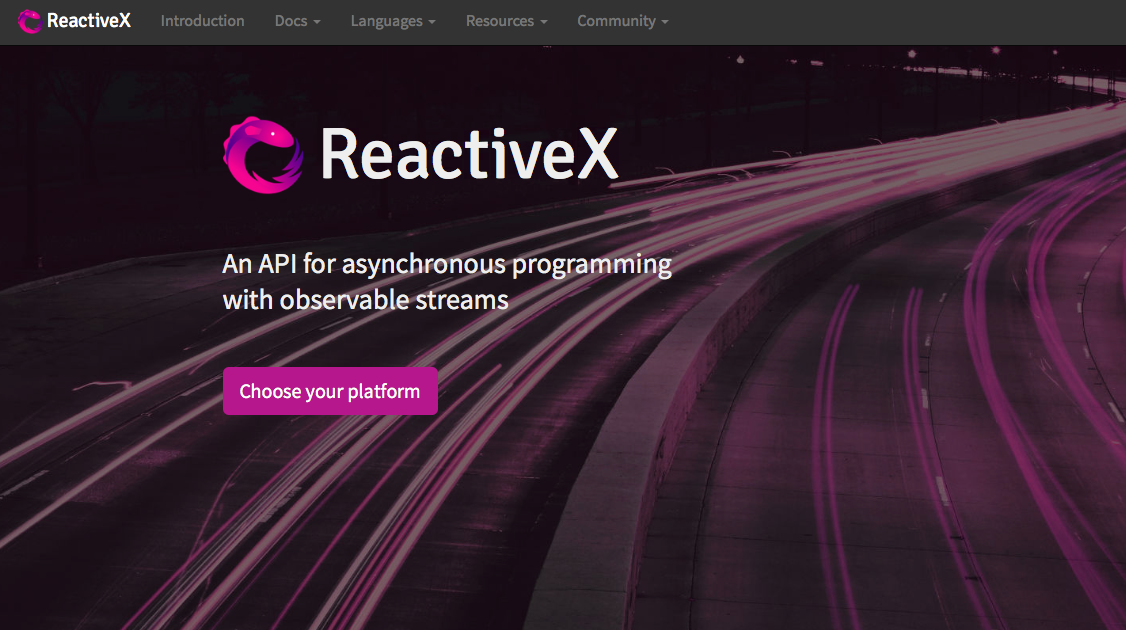 ReactiveX Introduction Docs Languages Resources Community
ReactiveX
An API for asynchronous programming
with observable streams
Choose your platform